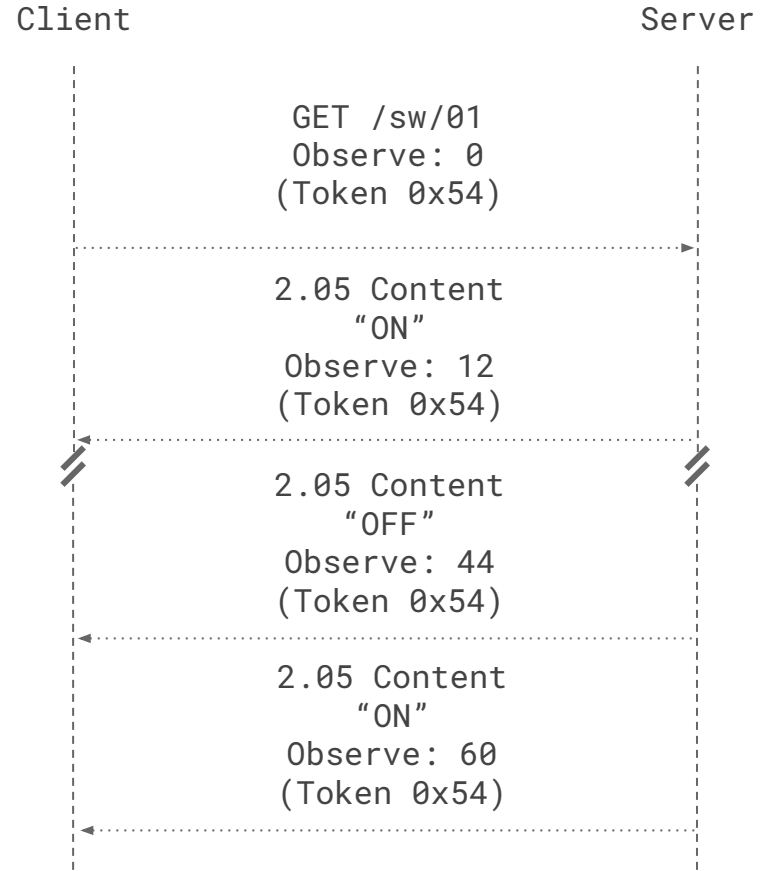 Client
Server
GET /sw/01
Observe: 0
(Token 0x54)
2.05 Content
“ON”
Observe: 12
(Token 0x54)
2.05 Content
“OFF”
Observe: 44
(Token 0x54)
2.05 Content
“ON”
Observe: 60
(Token 0x54)